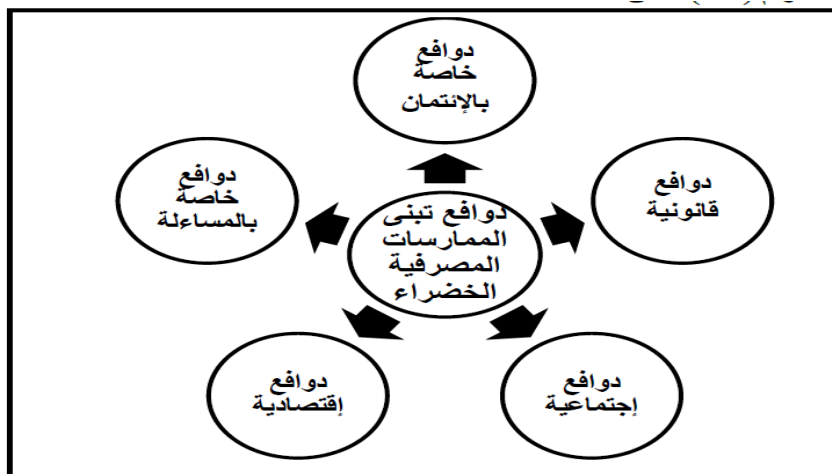 دوافع
خاصة
بالإئتمان
دوافع
قانونية
دوافع
خاصة
بالمساءلة
دوافع تبنى
الممارسات
المصرفية
الخضراء
دوافع
إجتماعية
دوافع
إقتصادية